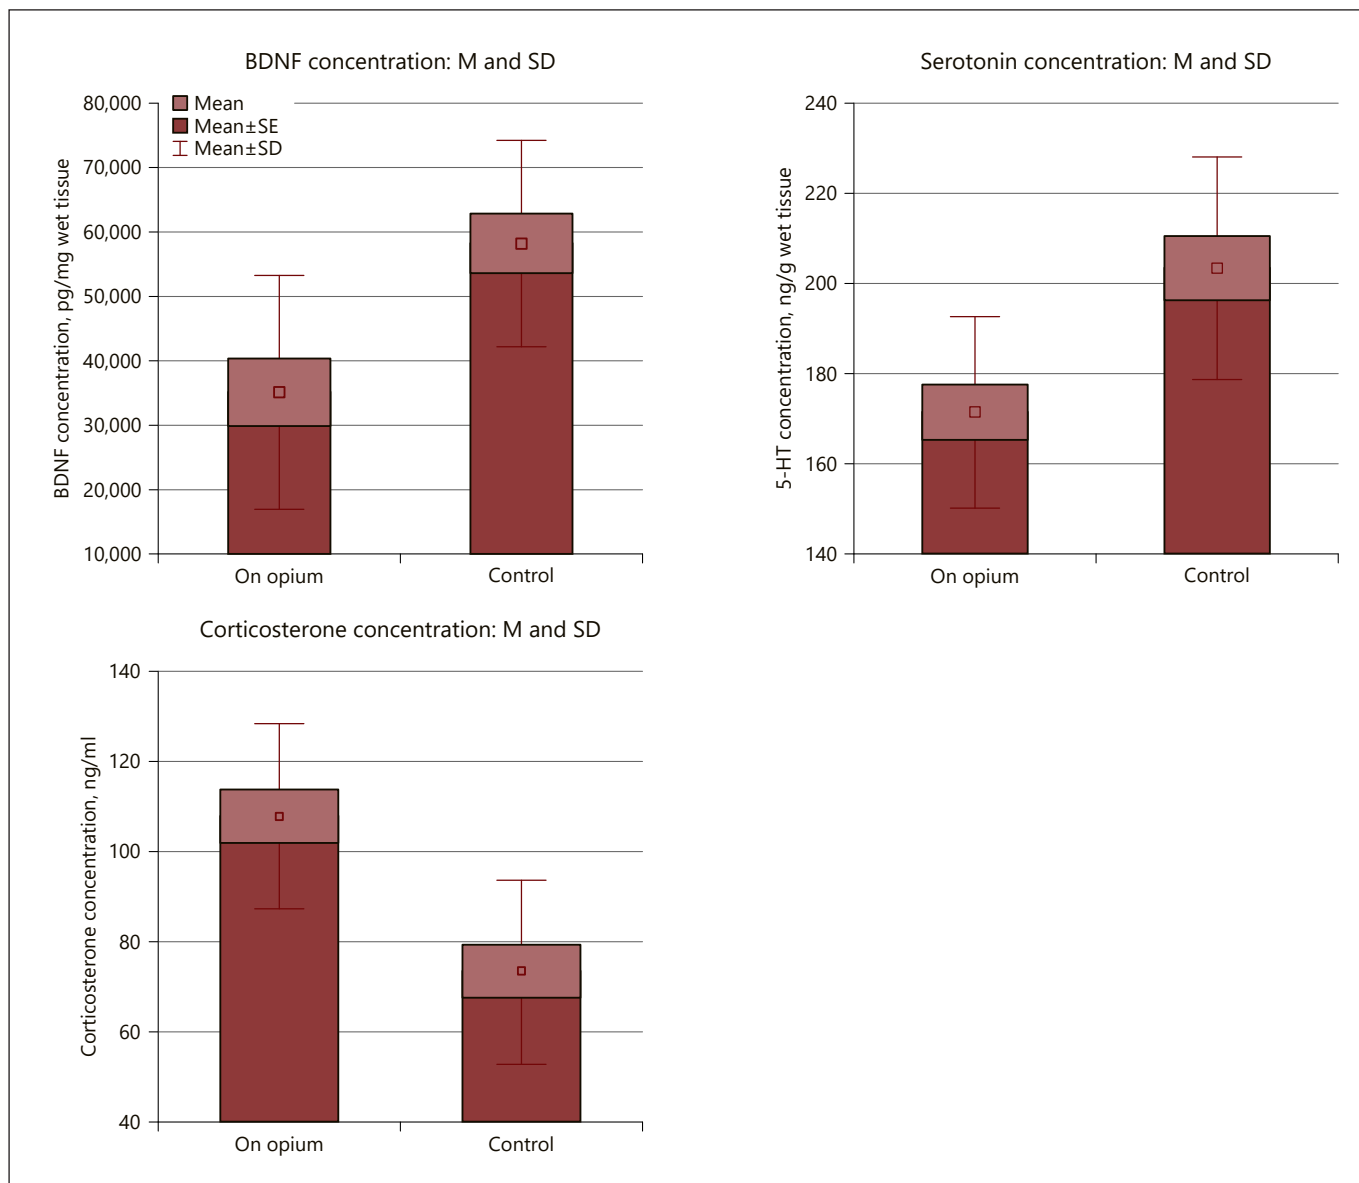 BDNF concentration: M and SD
BDNF concentration, pg/mg wet tissue
80,000
70,000
60,000
50,000
40,000
30,000
20,000
10,000
Mean
Mean±SE
Mean±SD
On opium
Control
Serotonin concentration: M and SD
5-HT concentration, ng/g wet tissue
240
220
200
180
160
140
On opium
Control
Corticosterone concentration: M and SD
Corticosterone concentration, ng/ml
140
120
100
80
60
40
On opium
Control